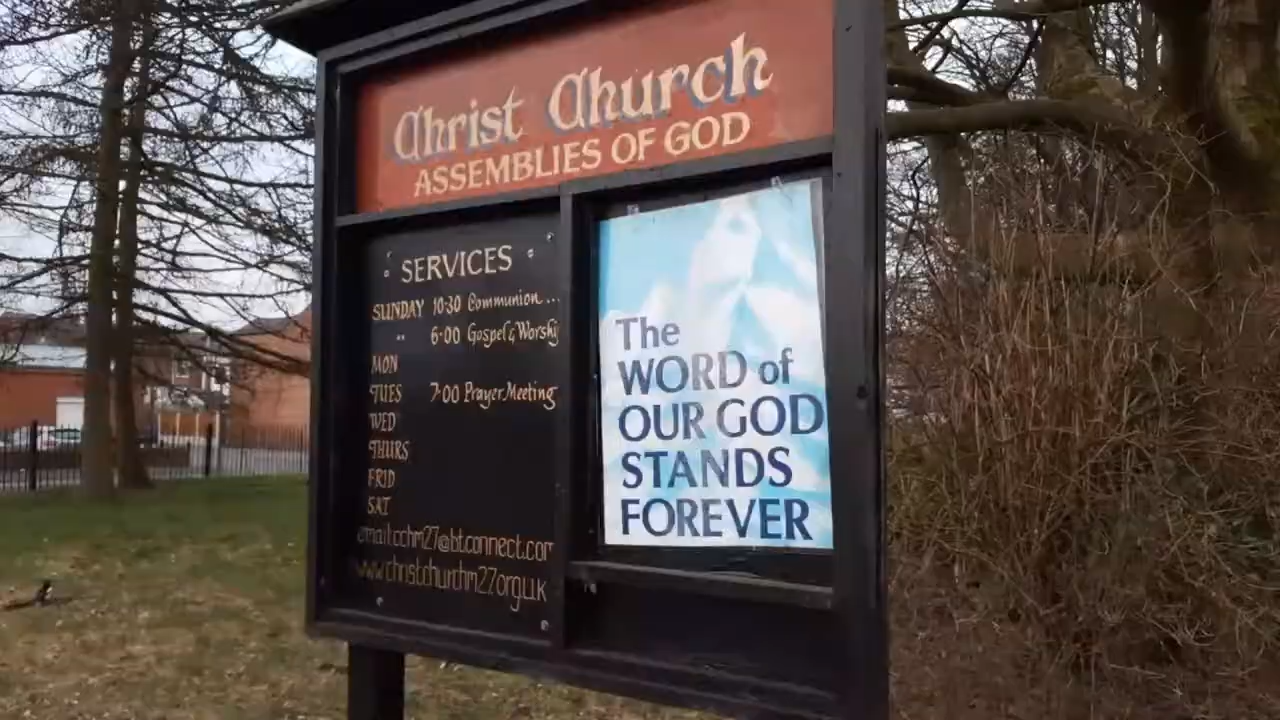 Christ Church
ASSEMBLIES OF GOD
SERVICES
SUNDAY 10:30 Communion...
" 6:00 Gospel & Worship
MON
TUES 7:00 Prayer Meeting
WED
THURS
FRID
SAT
email:cchm27@btconnect.com
www.christchurchm27.org.uk
The
WORD of
OUR GOD
STANDS
FOREVER